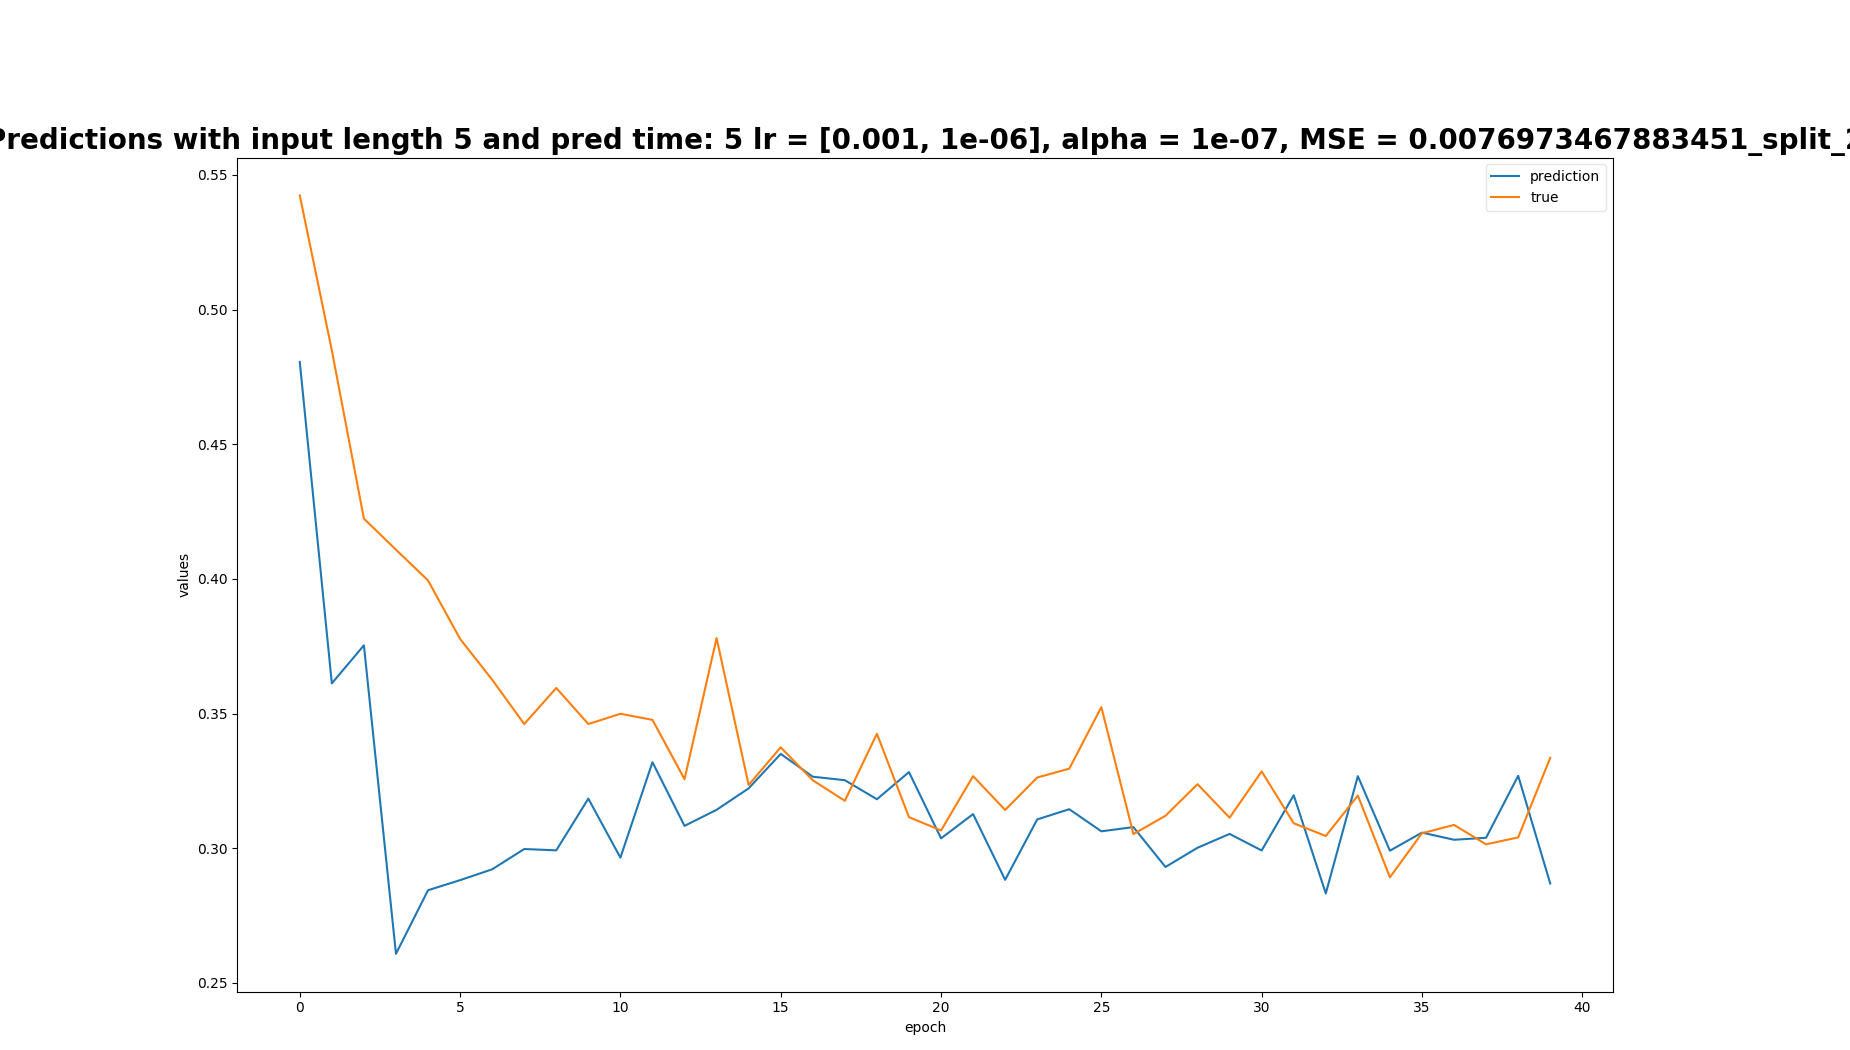 Predictions with input length 5 and pred time: 5 lr = [0.001, 1e-06], alpha = 1e-07, MSE = 0.0076973467883451_split_2
prediction
true
0.55
0.50
0.45
0.40
0.35
0.30
0.25
values
0 5 10 15 20 25 30 35 40
epoch